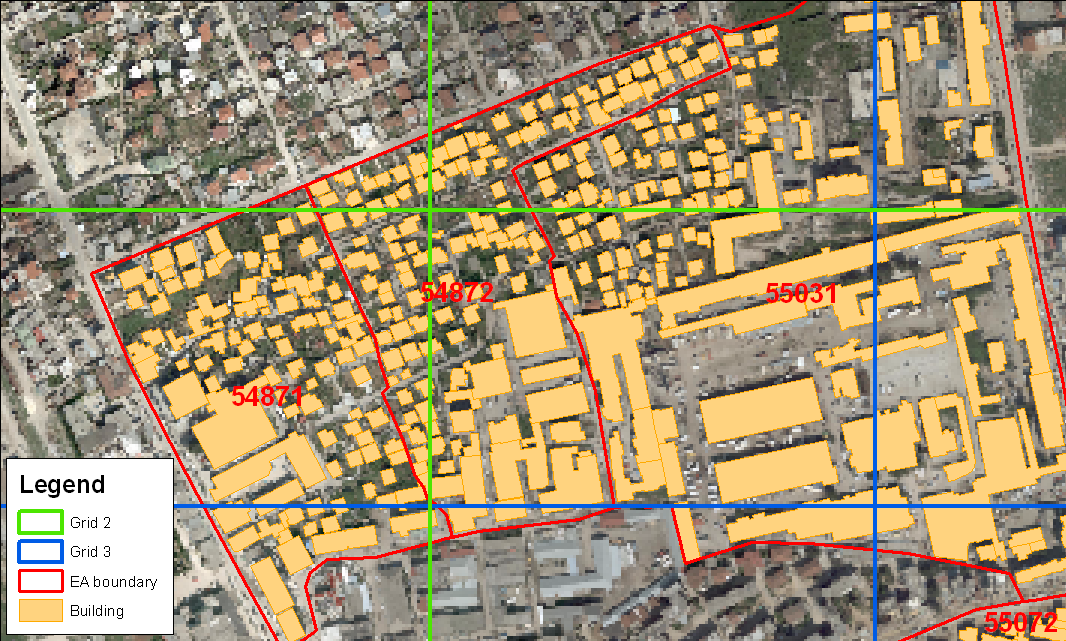 54872
55031
54871
55072
Legend
Grid 2
Grid 3
EA boundary
Building